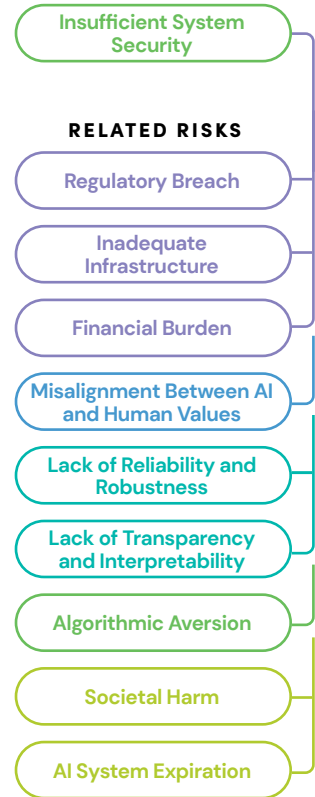 Insufficient System
Security
RELATED RISKS
Regulatory Breach
Inadequate
Infrastructure
Financial Burden
Misalignment Between AI
and Human Values
Lack of Reliability and
Robustness
Lack of Transparency
and Interpretability
Algorithmic Aversion
Societal Harm
AI System Expiration